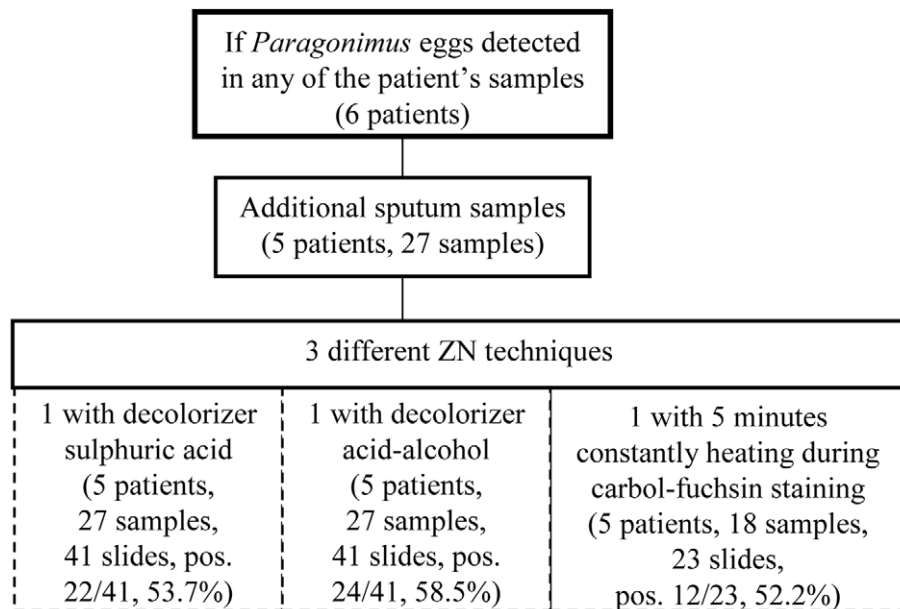 If Paragonimus eggs detected
in any of the patient's samples
(6 patients)
Additional sputum samples
(5 patients, 27 samples)
3 different ZN techniques
1 with decolorizer
sulphuric acid
(5 patients,
27 samples,
41 slides, pos.
22/41, 53.7%)
1 with decolorizer
acid-alcohol
(5 patients,
27 samples,
41 slides, pos.
24/41, 58.5%)
1 with 5 minutes
constantly heating during
carbol-fuchsin staining
(5 patients, 18 samples,
23 slides,
pos. 12/23, 52.2%)